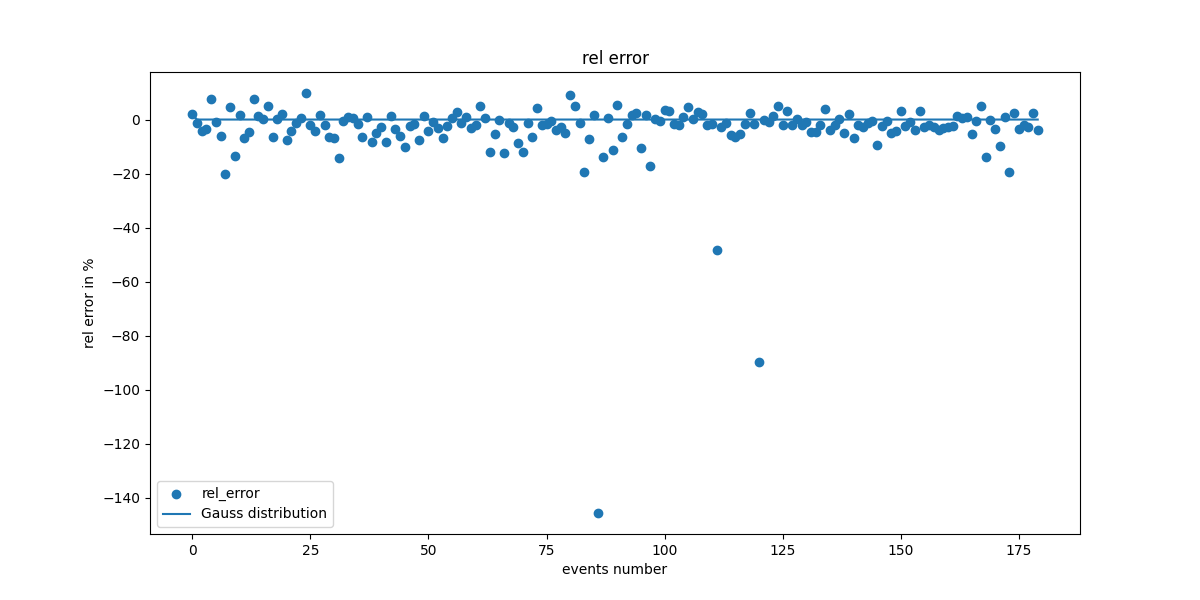 rel error
rel error in %
0
−20
−40
−60
−80
−100
−120
−140
rel_error
Gauss distribution
0 25 50 75 100 125 150 175
events number